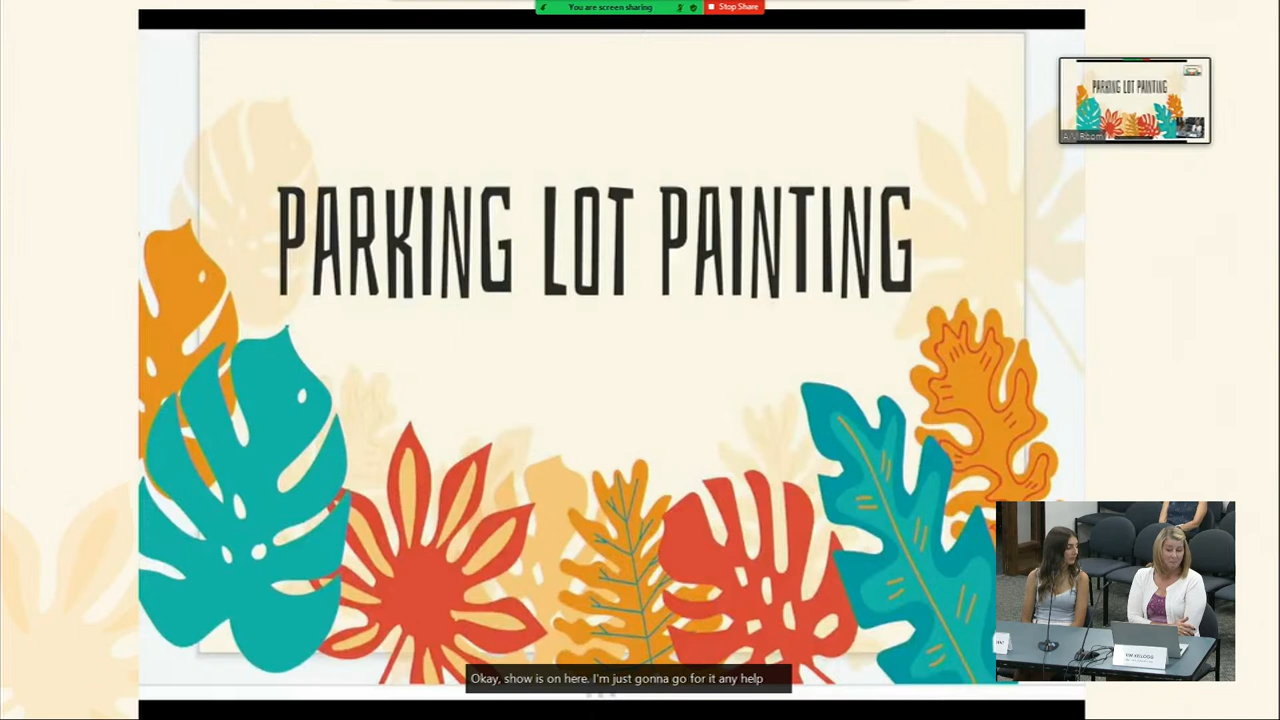 You are screen sharing
Stop Share
PARKING LOT PAINTING
PARKING LOT PAINTING
A/V Room
Okay, show is on here. I'm just gonna go for it any help